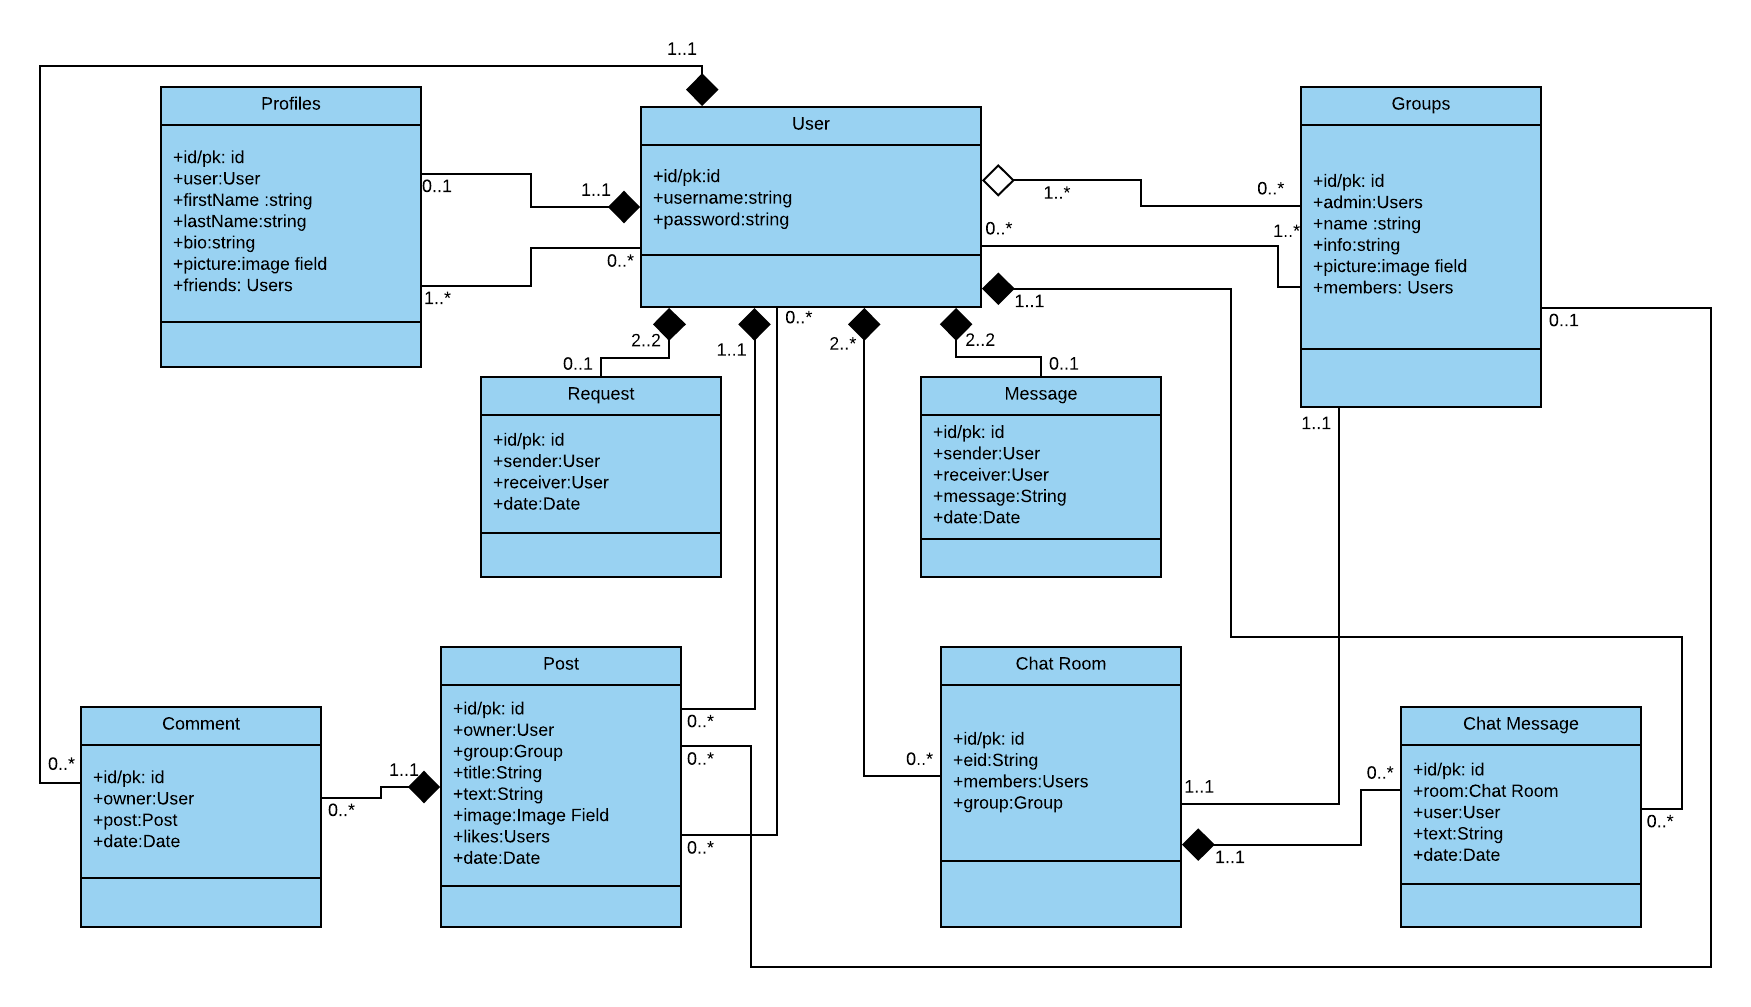 1..1
Profiles
+id/pk: id
+user:User
+firstName :string
+lastName:string
+bio:string
+picture:image field
+friends: Users
0..1
1..1
0..*
1..*
User
+id/pk:id
+username:string
+password:string
1..*
0..*
0..*
1..*
1..1
Groups
+id/pk: id
+admin:Users
+name :string
+info:string
+picture:image field
+members: Users
0..1
1..1
2..2
0..1
1..1
0..*
2..*
2..2
0..1
Request
+id/pk: id
+sender:User
+receiver:User
+date:Date
Message
+id/pk: id
+sender:User
+receiver:User
+message:String
+date:Date
Comment
+id/pk: id
+owner:User
+post:Post
+date:Date
0..*
0..*
1..1
Post
+id/pk: id
+owner:User
+group:Group
+title:String
+text:String
+image:Image Field
+likes:Users
+date:Date
0..*
0..*
0..*
0..*
Chat Room
+id/pk: id
+eid:String
+members:Users
+group:Group
1..1
1..1
0..*
Chat Message
+id/pk: id
+room:Chat Room
+user:User
+text:String
+date:Date
0..*